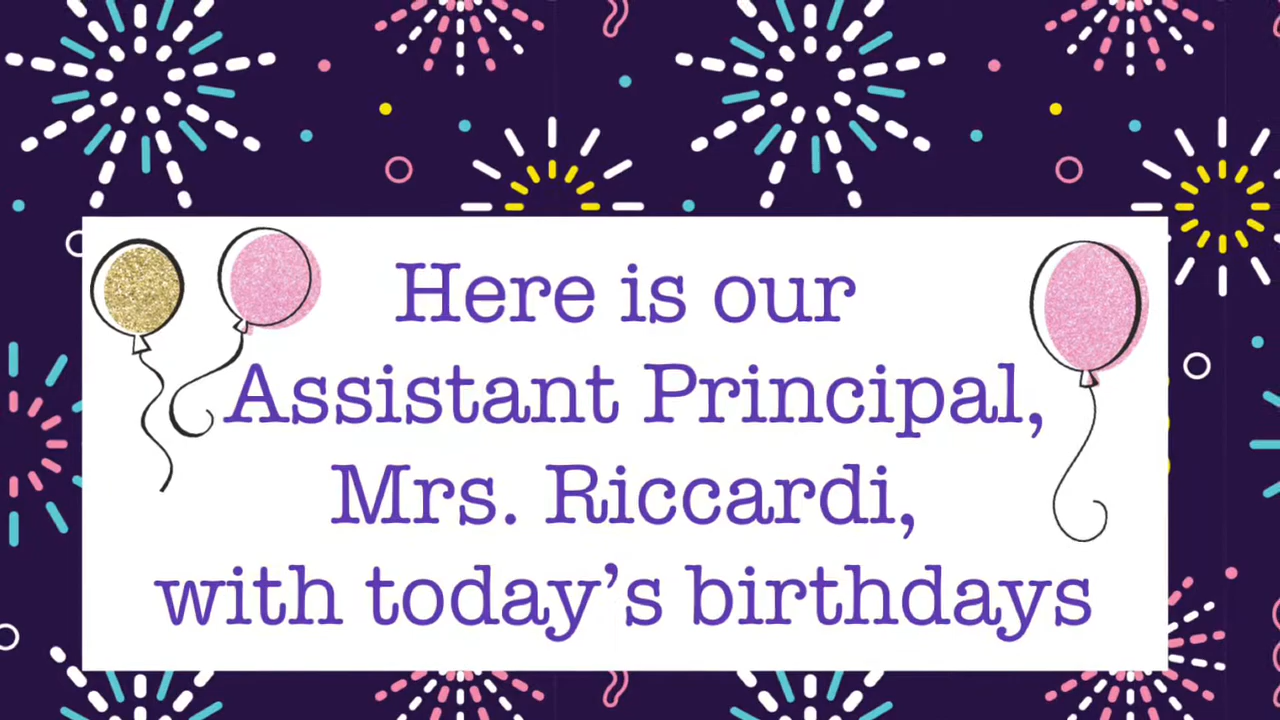 Here is our
Assistant Principal,
Mrs. Riccardi,
with today’s birthdays